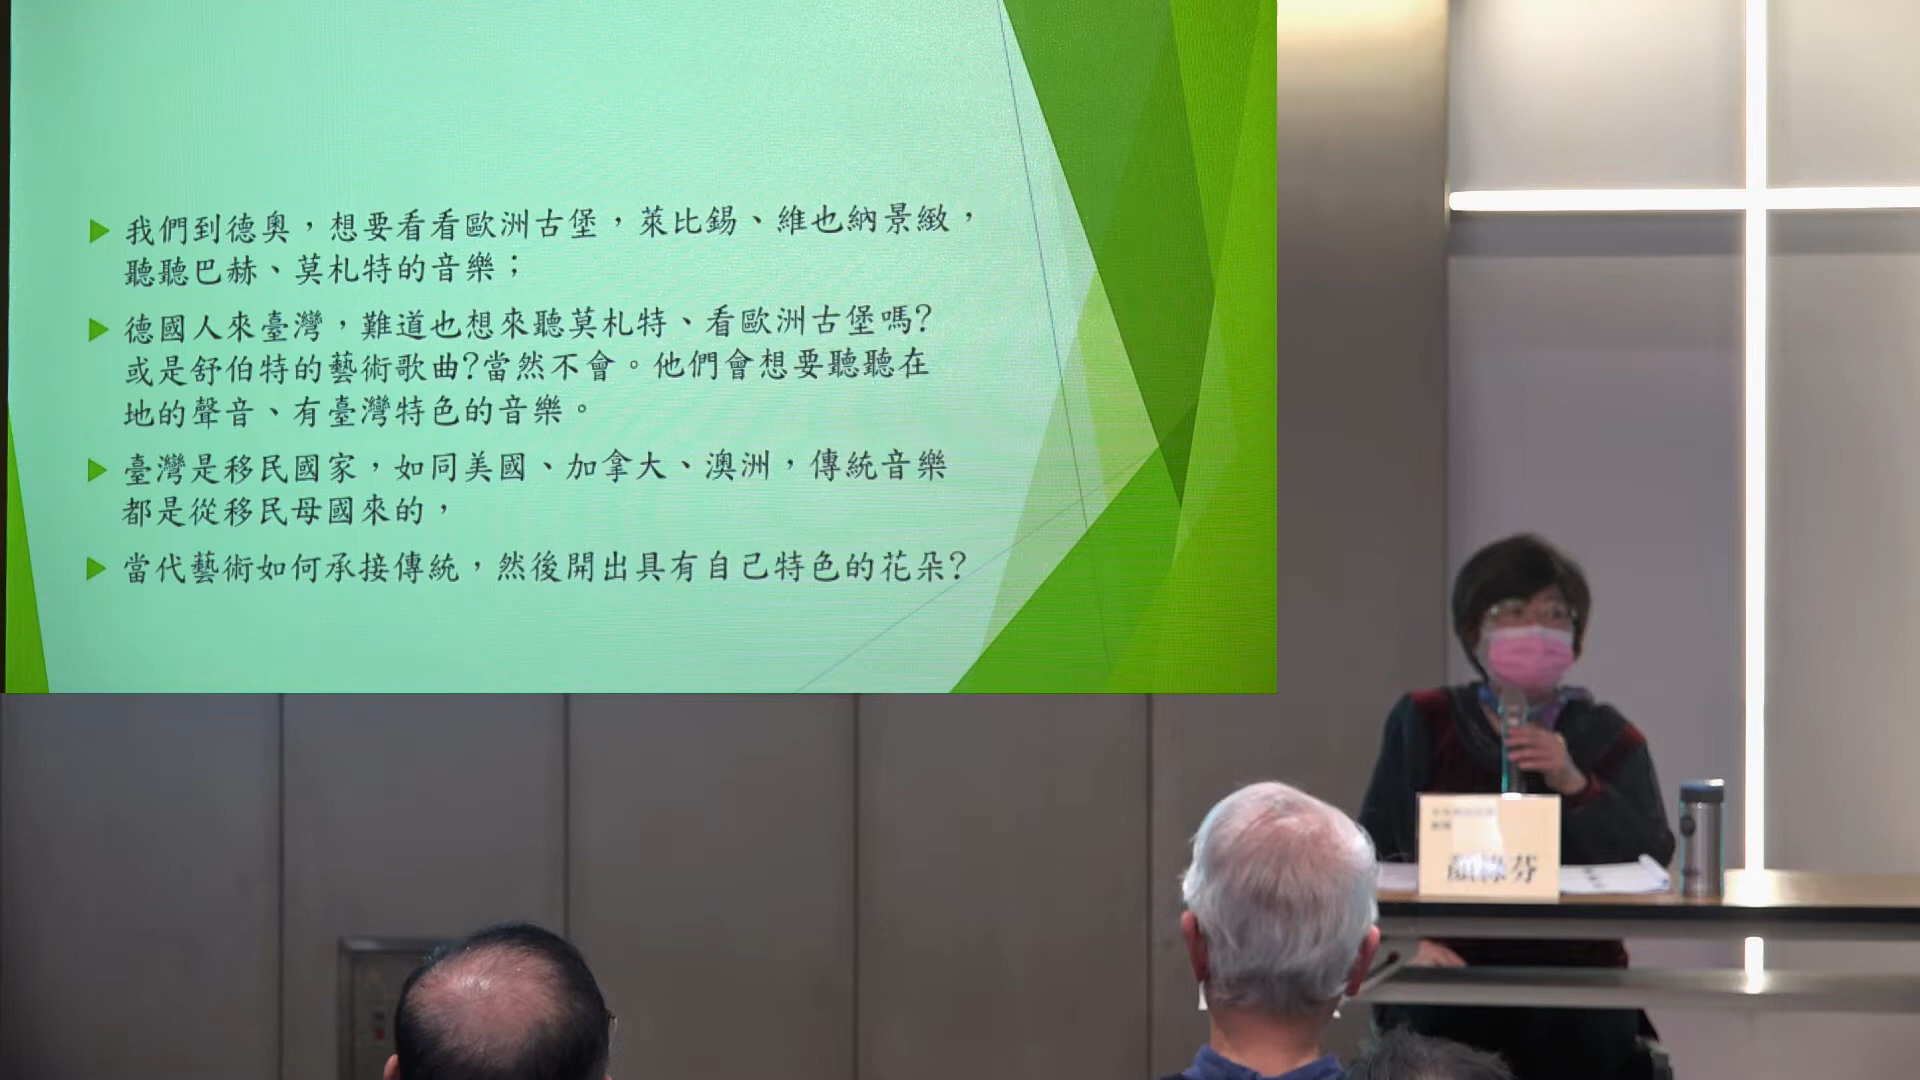 我們到德奧，想要看看歐洲古堡，萊比錫、維也納景緻，
聽聽巴赫、莫札特的音樂；
德國人來臺灣，難道也想來聽莫札特、看歐洲古堡嗎?
或是舒伯特的藝術歌曲?當然不會。他們會想要聽聽在
地的聲音、有臺灣特色的音樂。
臺灣是移民國家，如同美國、加拿大、澳洲，傳統音樂
都是從移民母國來的，
當代藝術如何承接傳統，然後開出具有自己特色的花朵?
顏綠芬